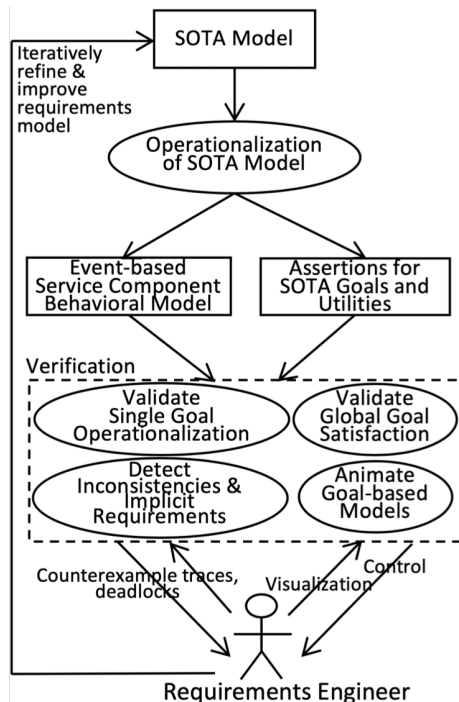 SOTA Model
Iteratively
refine &
improve
requirements
model
Operationalization
of SOTA Model
Event-based
Service Component
Behavioral Model
Assertions for
SOTA Goals and
Utilities
Verification
Validate
Single Goal
Operationalization
Validate
Global Goal
Satisfaction
Detect
Inconsistencies &
Implicit
Requirements
Animate
Goal-based
Models
Counterexample traces,
deadlocks
Visualization
Control
Requirements Engineer